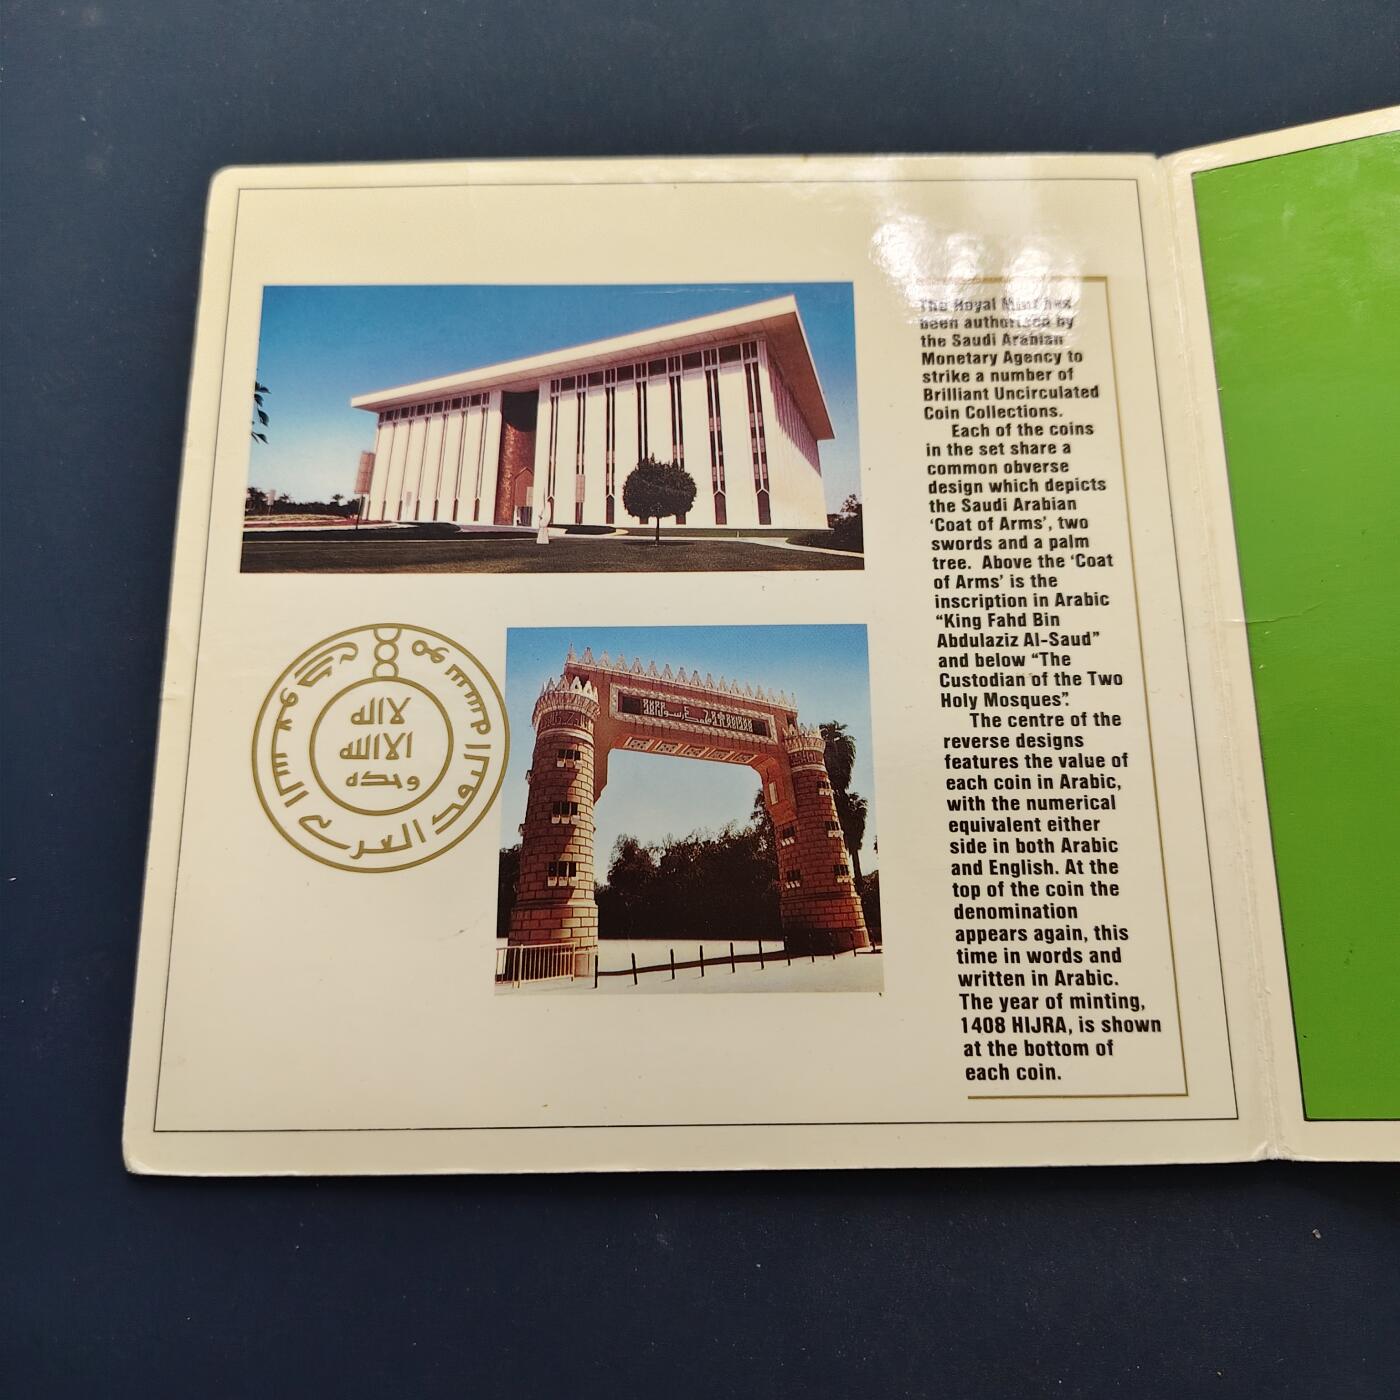 The Royal Mint has
been authorised by
the Saudi Arabian
Monetary Agency to
strike a number of
Brilliant Uncirculated
Coin Collections.
Each of the coins
in the set share a
common obverse
design which depicts
the Saudi Arabian
‘Coat of Arms’, two
swords and a palm
tree. Above the ‘Coat
of Arms’ is the
inscription in Arabic
“King Fahd Bin
Abdulaziz Al-Saud”
and below “The
Custodian of the Two
Holy Mosques”.
The centre of the
reverse designs
features the value of
each coin in Arabic,
with the numerical
equivalent either
side in both Arabic
and English. At the
top of the coin the
denomination
appears again, this
time in words and
written in Arabic.
The year of minting,
1408 HIJRA, is shown
at the bottom of
each coin.
لا اله
الا الله
وحده
مؤسسة النقد العربي السعودي